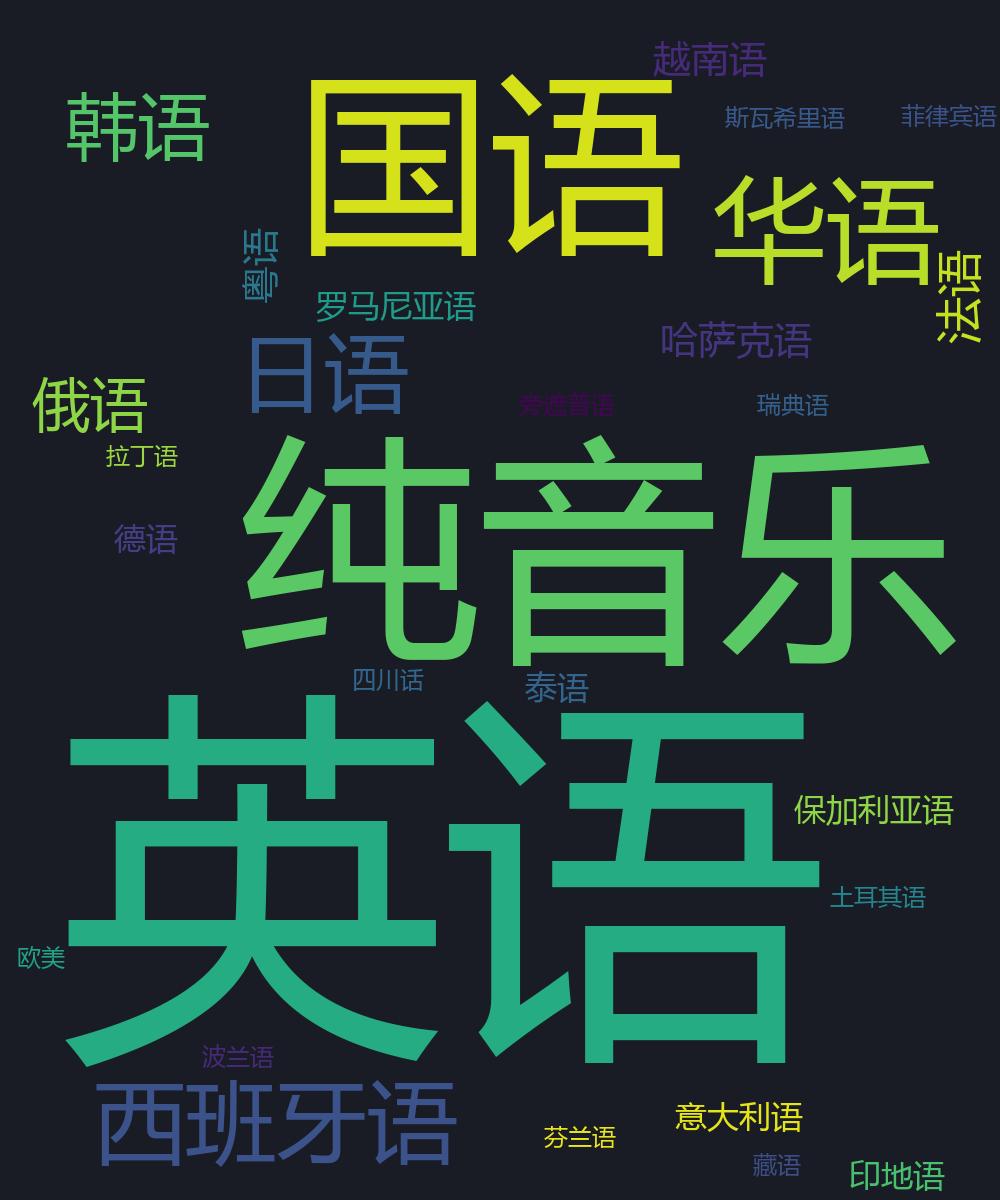 越南语
韩语
国语
斯瓦希里语
菲律宾语
华语
粤语
法语
罗马尼亚语
哈萨克语
日语
俄语
旁遮普语
瑞典语
拉丁语
纯音乐
德语
四川话
泰语
英语
保加利亚语
土耳其语
欧美
波兰语
西班牙语
意大利语
芬兰语
藏语
印地语